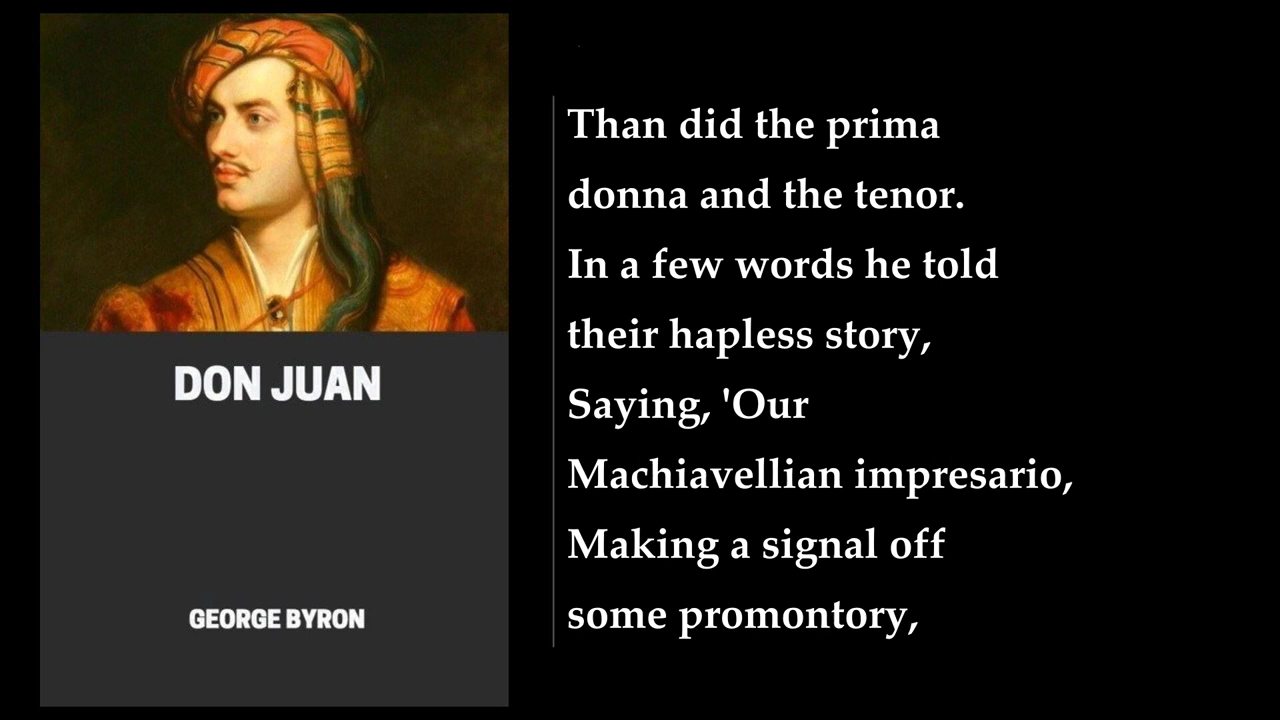 DON JUAN
GEORGE BYRON
Than did the prima
donna and the tenor.
In a few words he told
their hapless story,
Saying, 'Our
Machiavellian impresario,
Making a signal off
some promontory,